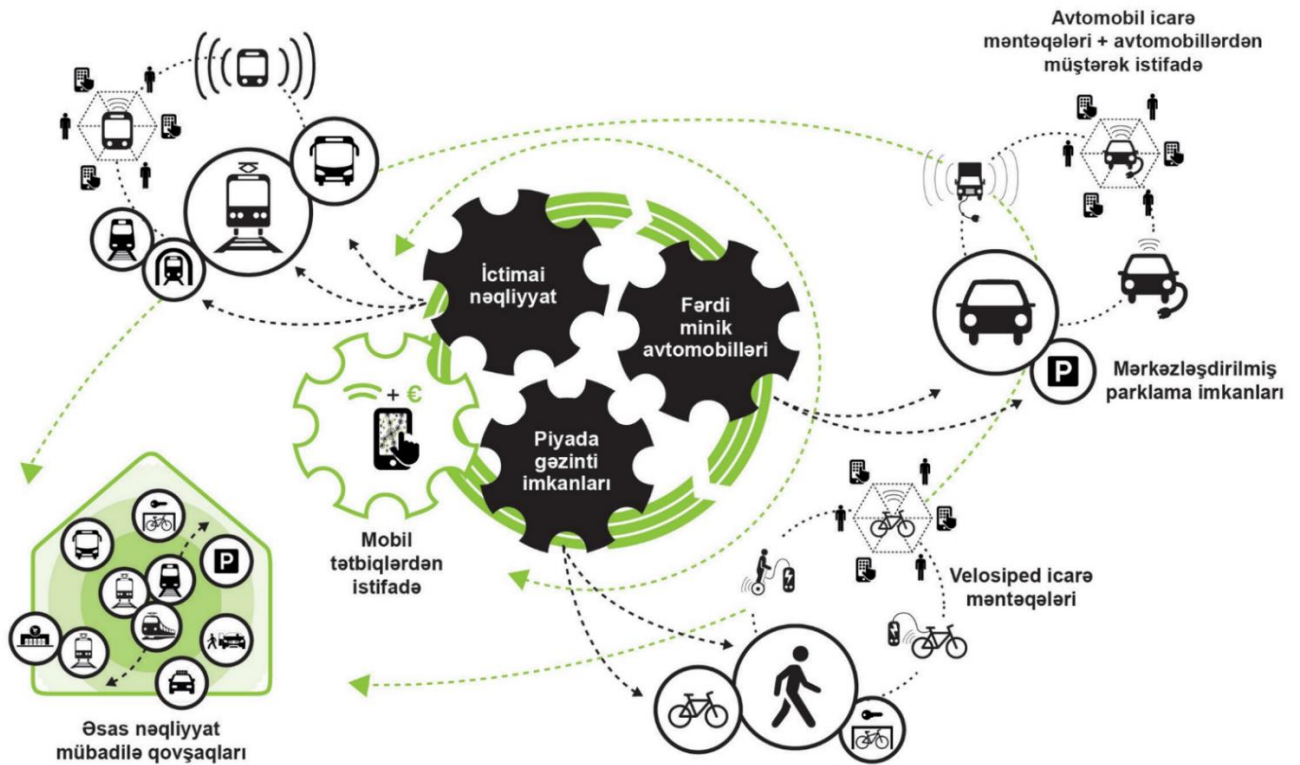 Avtomobil icarə
məntəqələri + avtomobillərdən
müştərək istifadə
İctimai
nəqliyyat
Fərdi
minik
avtomobilləri
P
Mərkəzləşdirilmiş
parklama imkanları
+ €
Piyada
gəzinti
imkanları
Mobil
tətbiqlərdən
istifadə
Velosiped icarə
məntəqələri
P
Əsas nəqliyyat
mübadilə qovşaqları